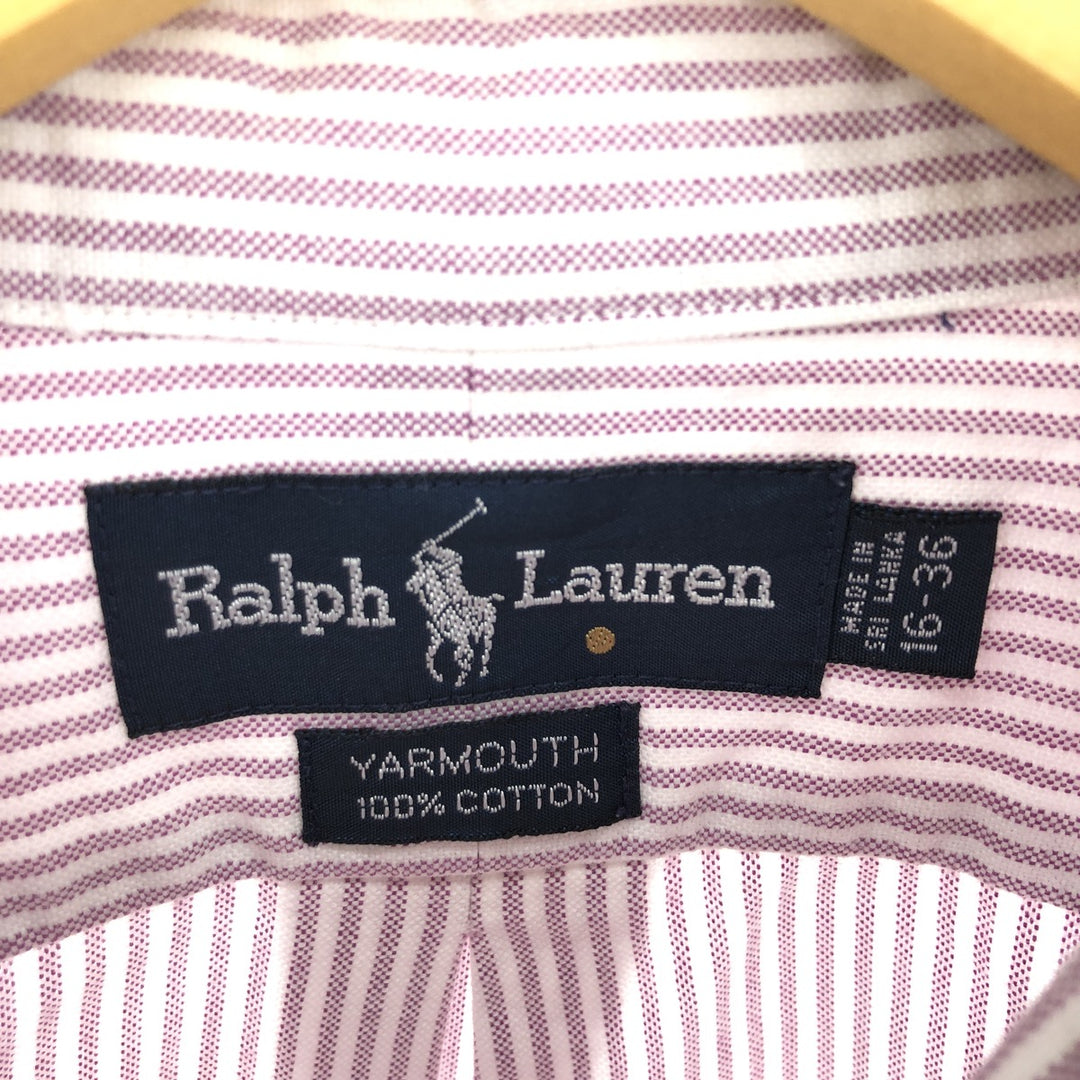 Ralph Lauren
MADE IN
SRI LANKA
16-36
YARMOUTH
100% COTTON